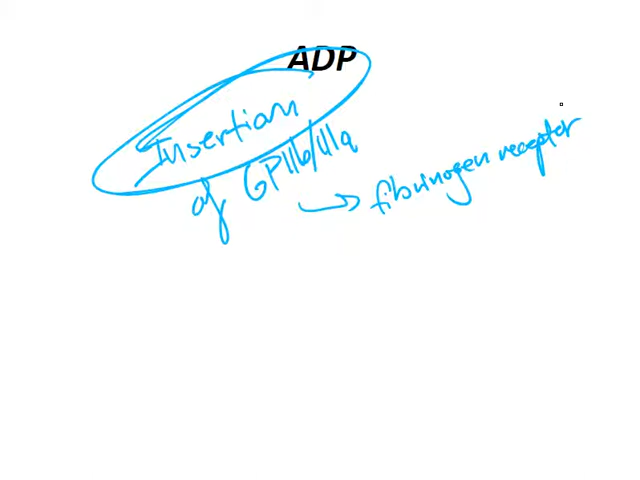 ADP
Insertion
of GPIIb/IIIa
→ fibrinogen receptor